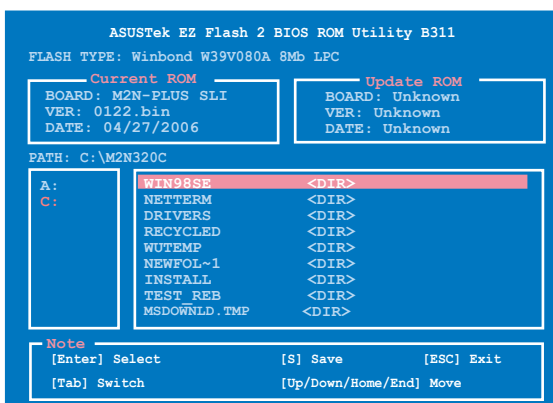 ASUSTek EZ Flash 2 BIOS ROM Utility B311
FLASH TYPE: Winbond W39V080A 8Mb LPC
Current ROM
BOARD: M2N-PLUS SLI
VER: 0122.bin
DATE: 04/27/2006
Update ROM
BOARD: Unknown
VER: Unknown
DATE: Unknown
PATH: C:\M2N320C
A:
C:
WIN98SE <DIR>
NETTERM <DIR>
DRIVERS <DIR>
RECYCLED <DIR>
WUTEMP <DIR>
NEWFOL~1 <DIR>
INSTALL <DIR>
TEST_REB <DIR>
MSDOWNLD.TMP <DIR>
Note
[Enter] Select [S] Save [ESC] Exit
[Tab] Switch [Up/Down/Home/End] Move